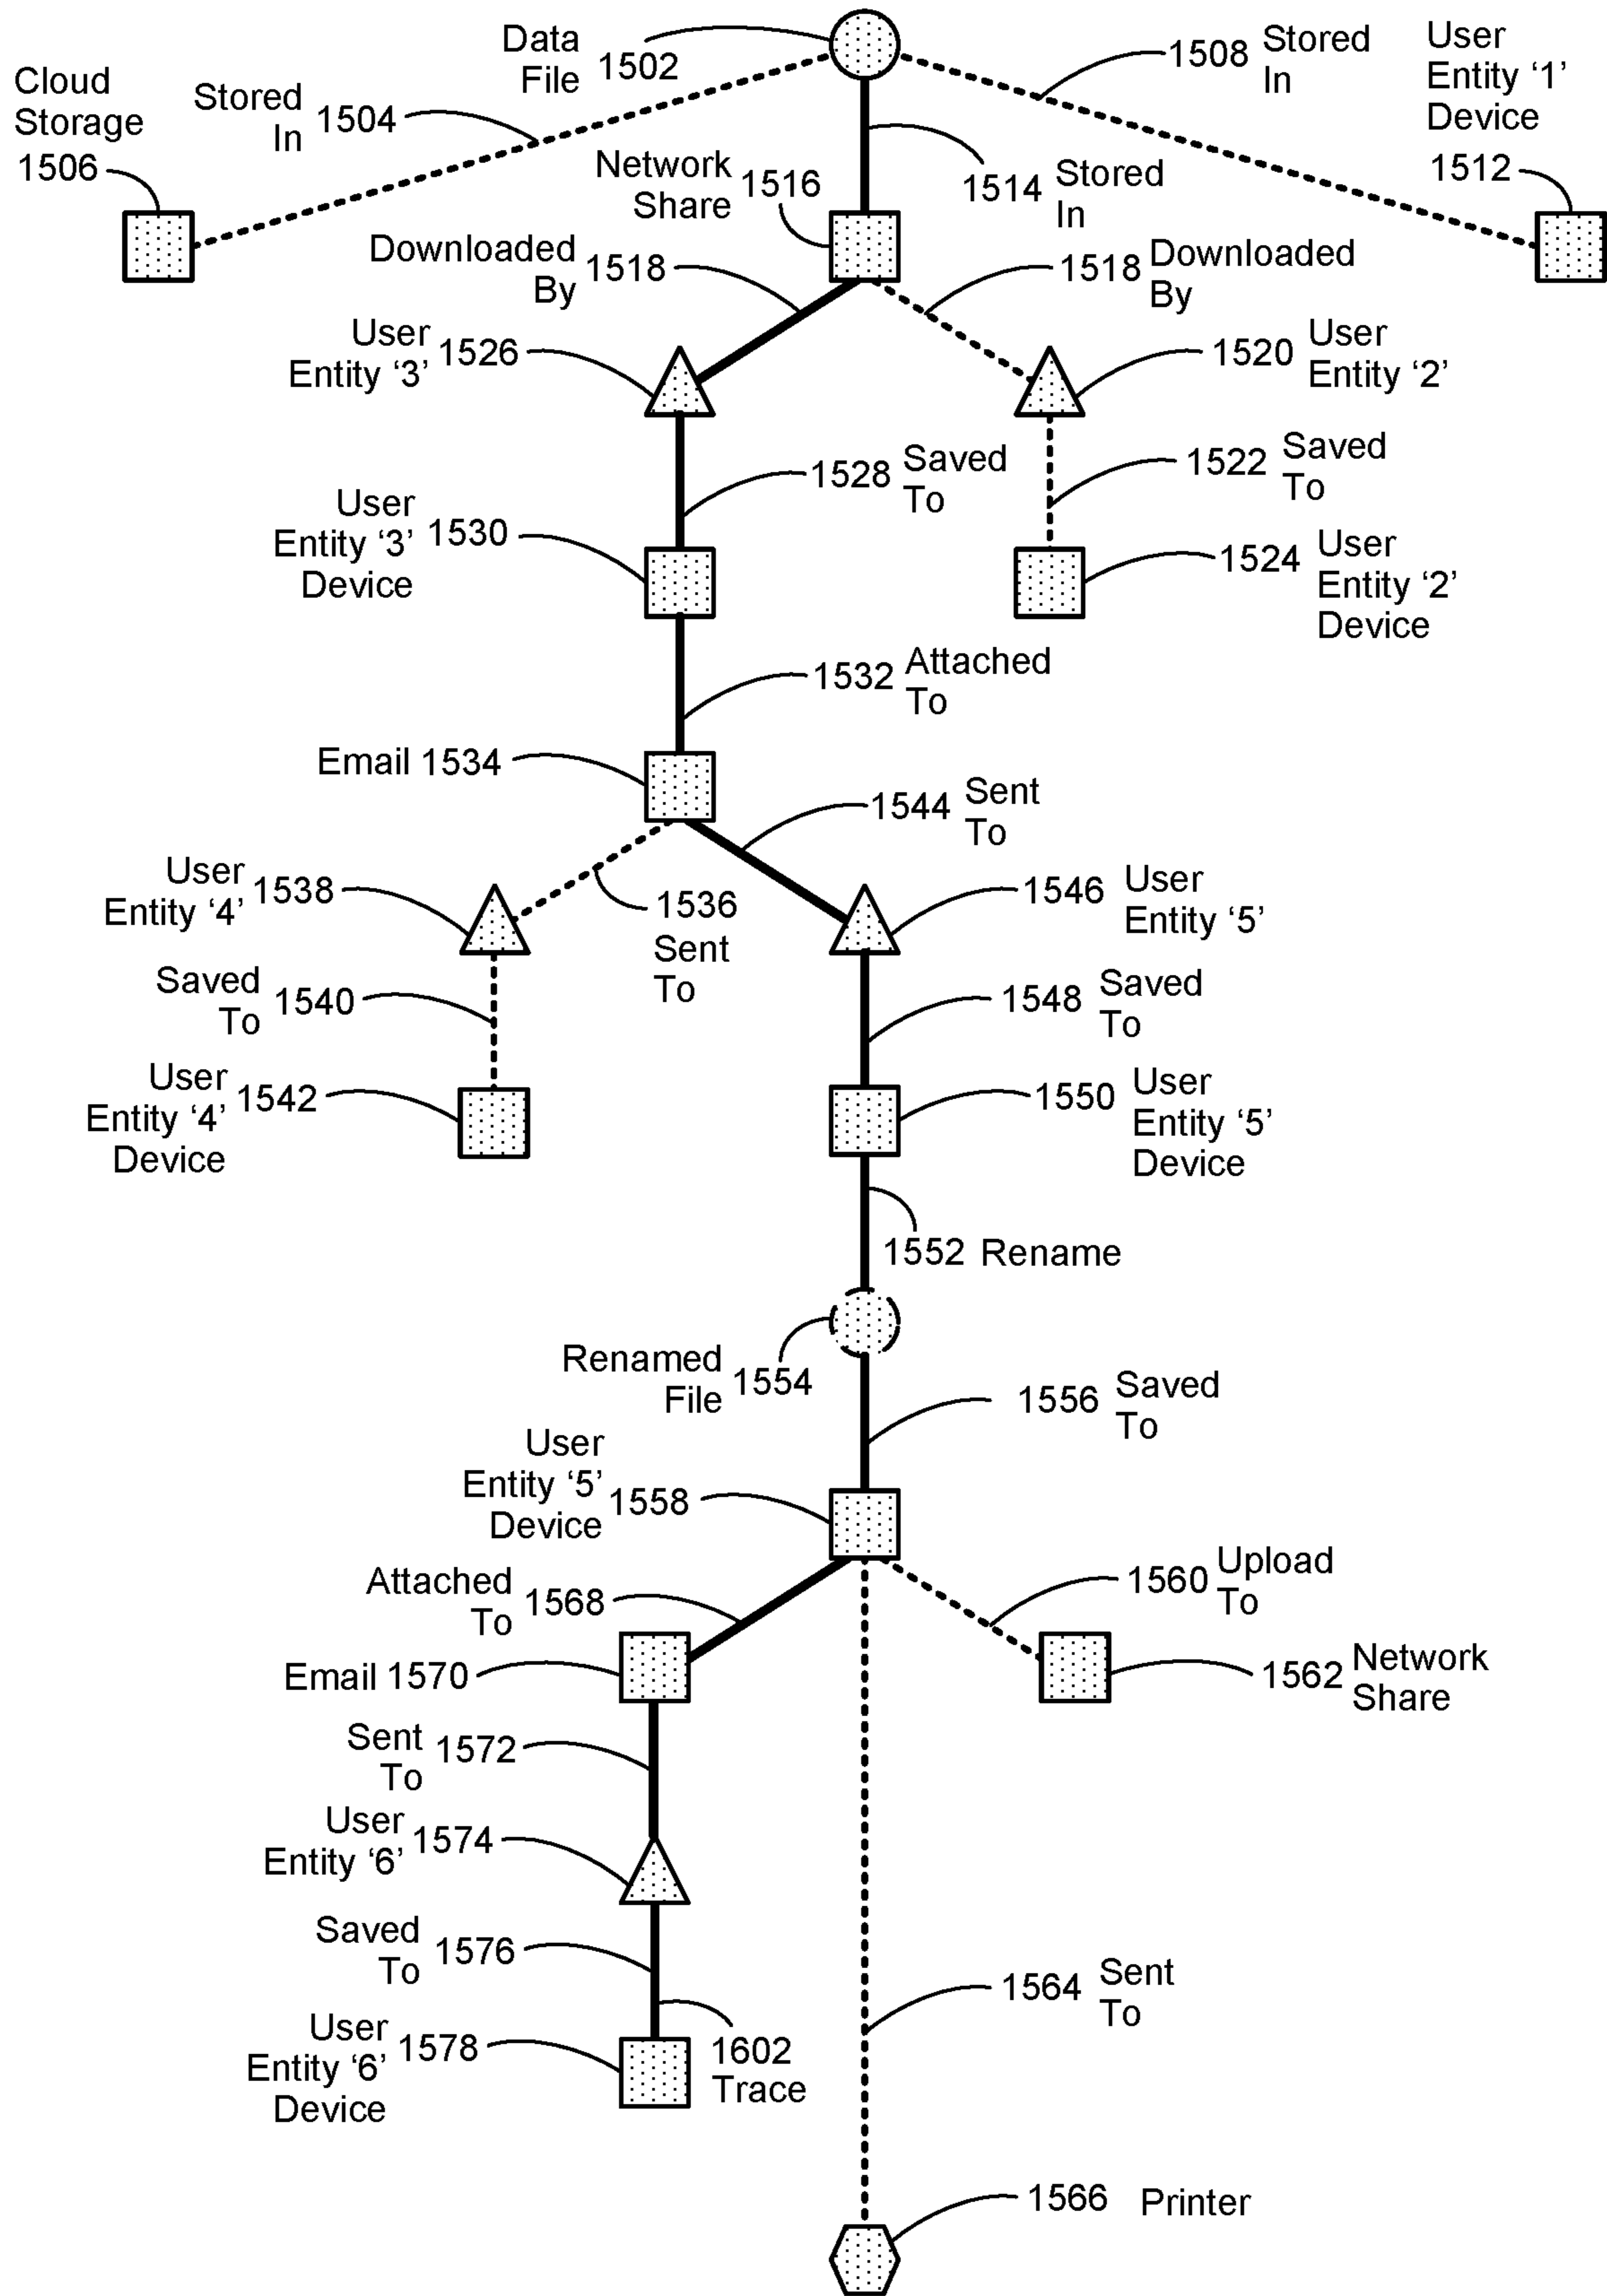 Data
File 1502
1508 Stored
In
User
Entity ‘1’
Device
1512
Cloud
Storage
1506
Stored
In 1504
Network
Share 1516
1514 Stored
In
Downloaded
By 1518
1518 Downloaded
By
User
Entity ‘3’ 1526
1520 User
Entity ‘2’
1528 Saved
To
1522 Saved
To
User
Entity ‘3’ 1530
Device
1524 User
Entity ‘2’
Device
1532 Attached
To
Email 1534
1544 Sent
To
User
Entity ‘4’ 1538
1536
Sent
To
1546 User
Entity ‘5’
Saved
To 1540
1548 Saved
To
User
Entity ‘4’ 1542
Device
1550 User
Entity ‘5’
Device
1552 Rename
Renamed
File 1554
1556 Saved
To
User
Entity ‘5’ 1558
Device
Attached
To 1568
1560 Upload
To
Email 1570
1562 Network
Share
Sent
To 1572
User
Entity ‘6’ 1574
Saved
To 1576
1564 Sent
To
User
Entity ‘6’ 1578
Device
1602
Trace
1566 Printer